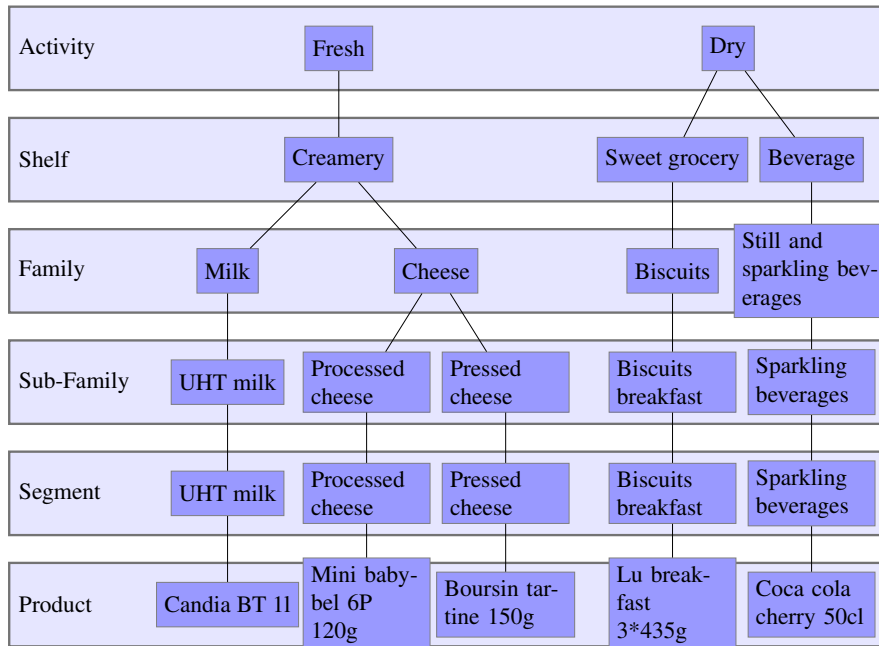 Activity
Fresh
Dry
Shelf
Creamery
Sweet grocery
Beverage
Family
Milk
Cheese
Biscuits
Still and
sparkling bev-
erages
Sub-Family
UHT milk
Processed
cheese
Pressed
cheese
Biscuits
breakfast
Sparkling
beverages
Segment
UHT milk
Processed
cheese
Pressed
cheese
Biscuits
breakfast
Sparkling
beverages
Product
Candia BT 1l
Mini baby-
bel 6P
120g
Boursin tar-
tine 150g
Lu break-
fast
3*435g
Coca cola
cherry 50cl